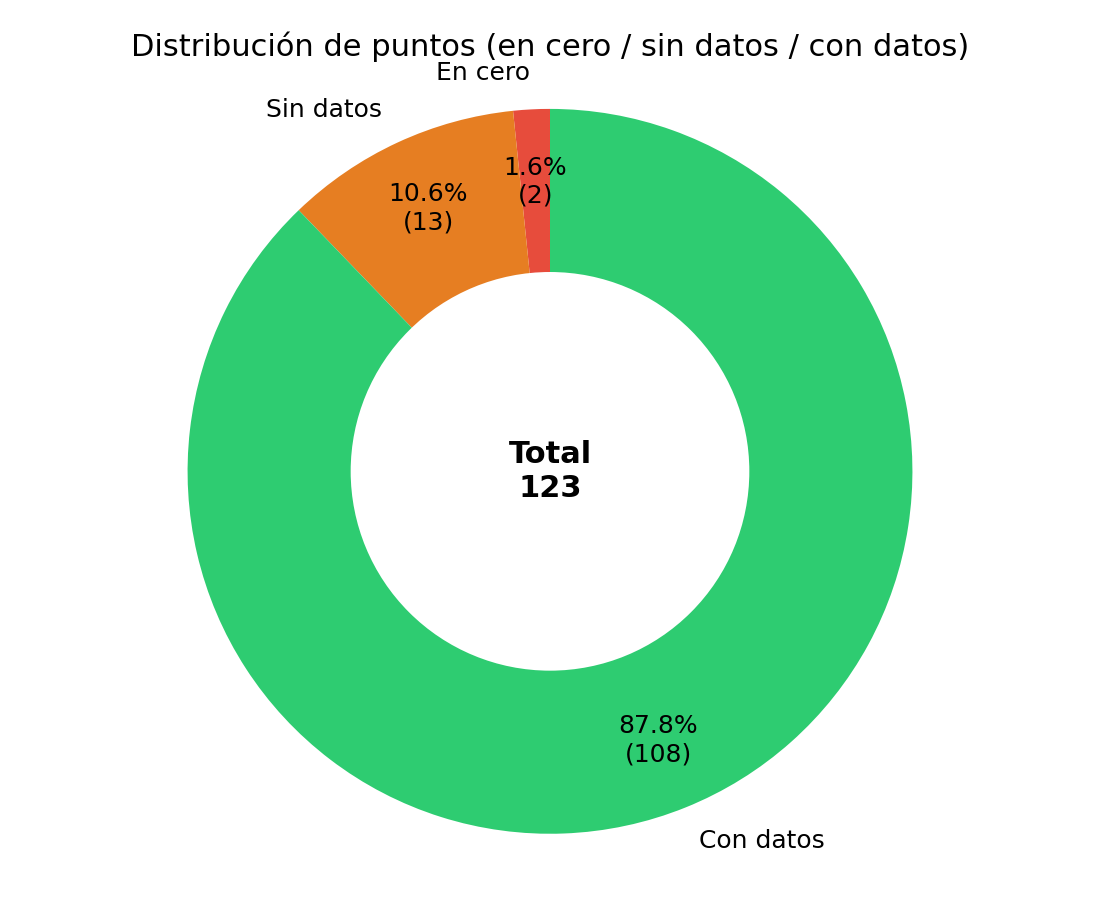 Distribución de puntos (en cero / sin datos / con datos)
En cero
Sin datos
1.6%
(2)
10.6%
(13)
Total
123
87.8%
(108)
Con datos